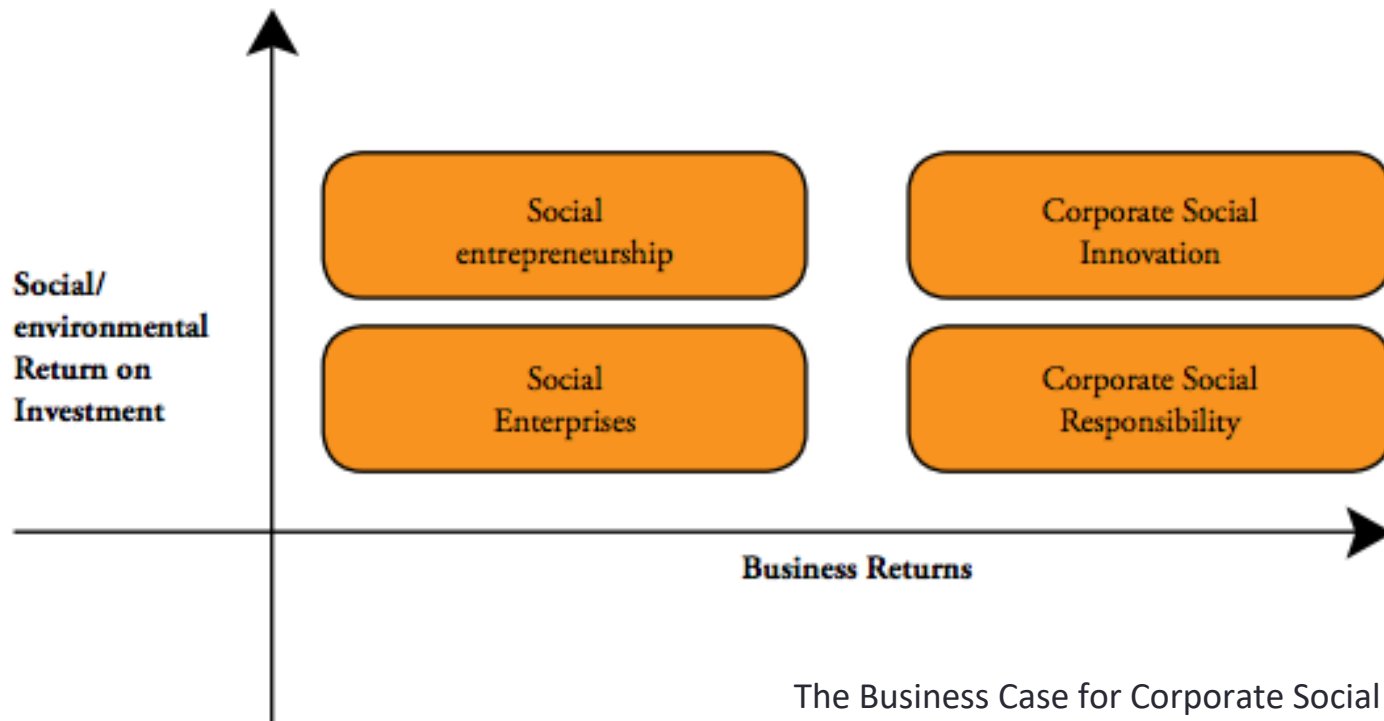 Social
entrepreneurship
Corporate Social
Innovation
Social/
environmental
Return on
Investment
Social
Enterprises
Corporate Social
Responsibility
Business Returns
The Business Case for Corporate Social